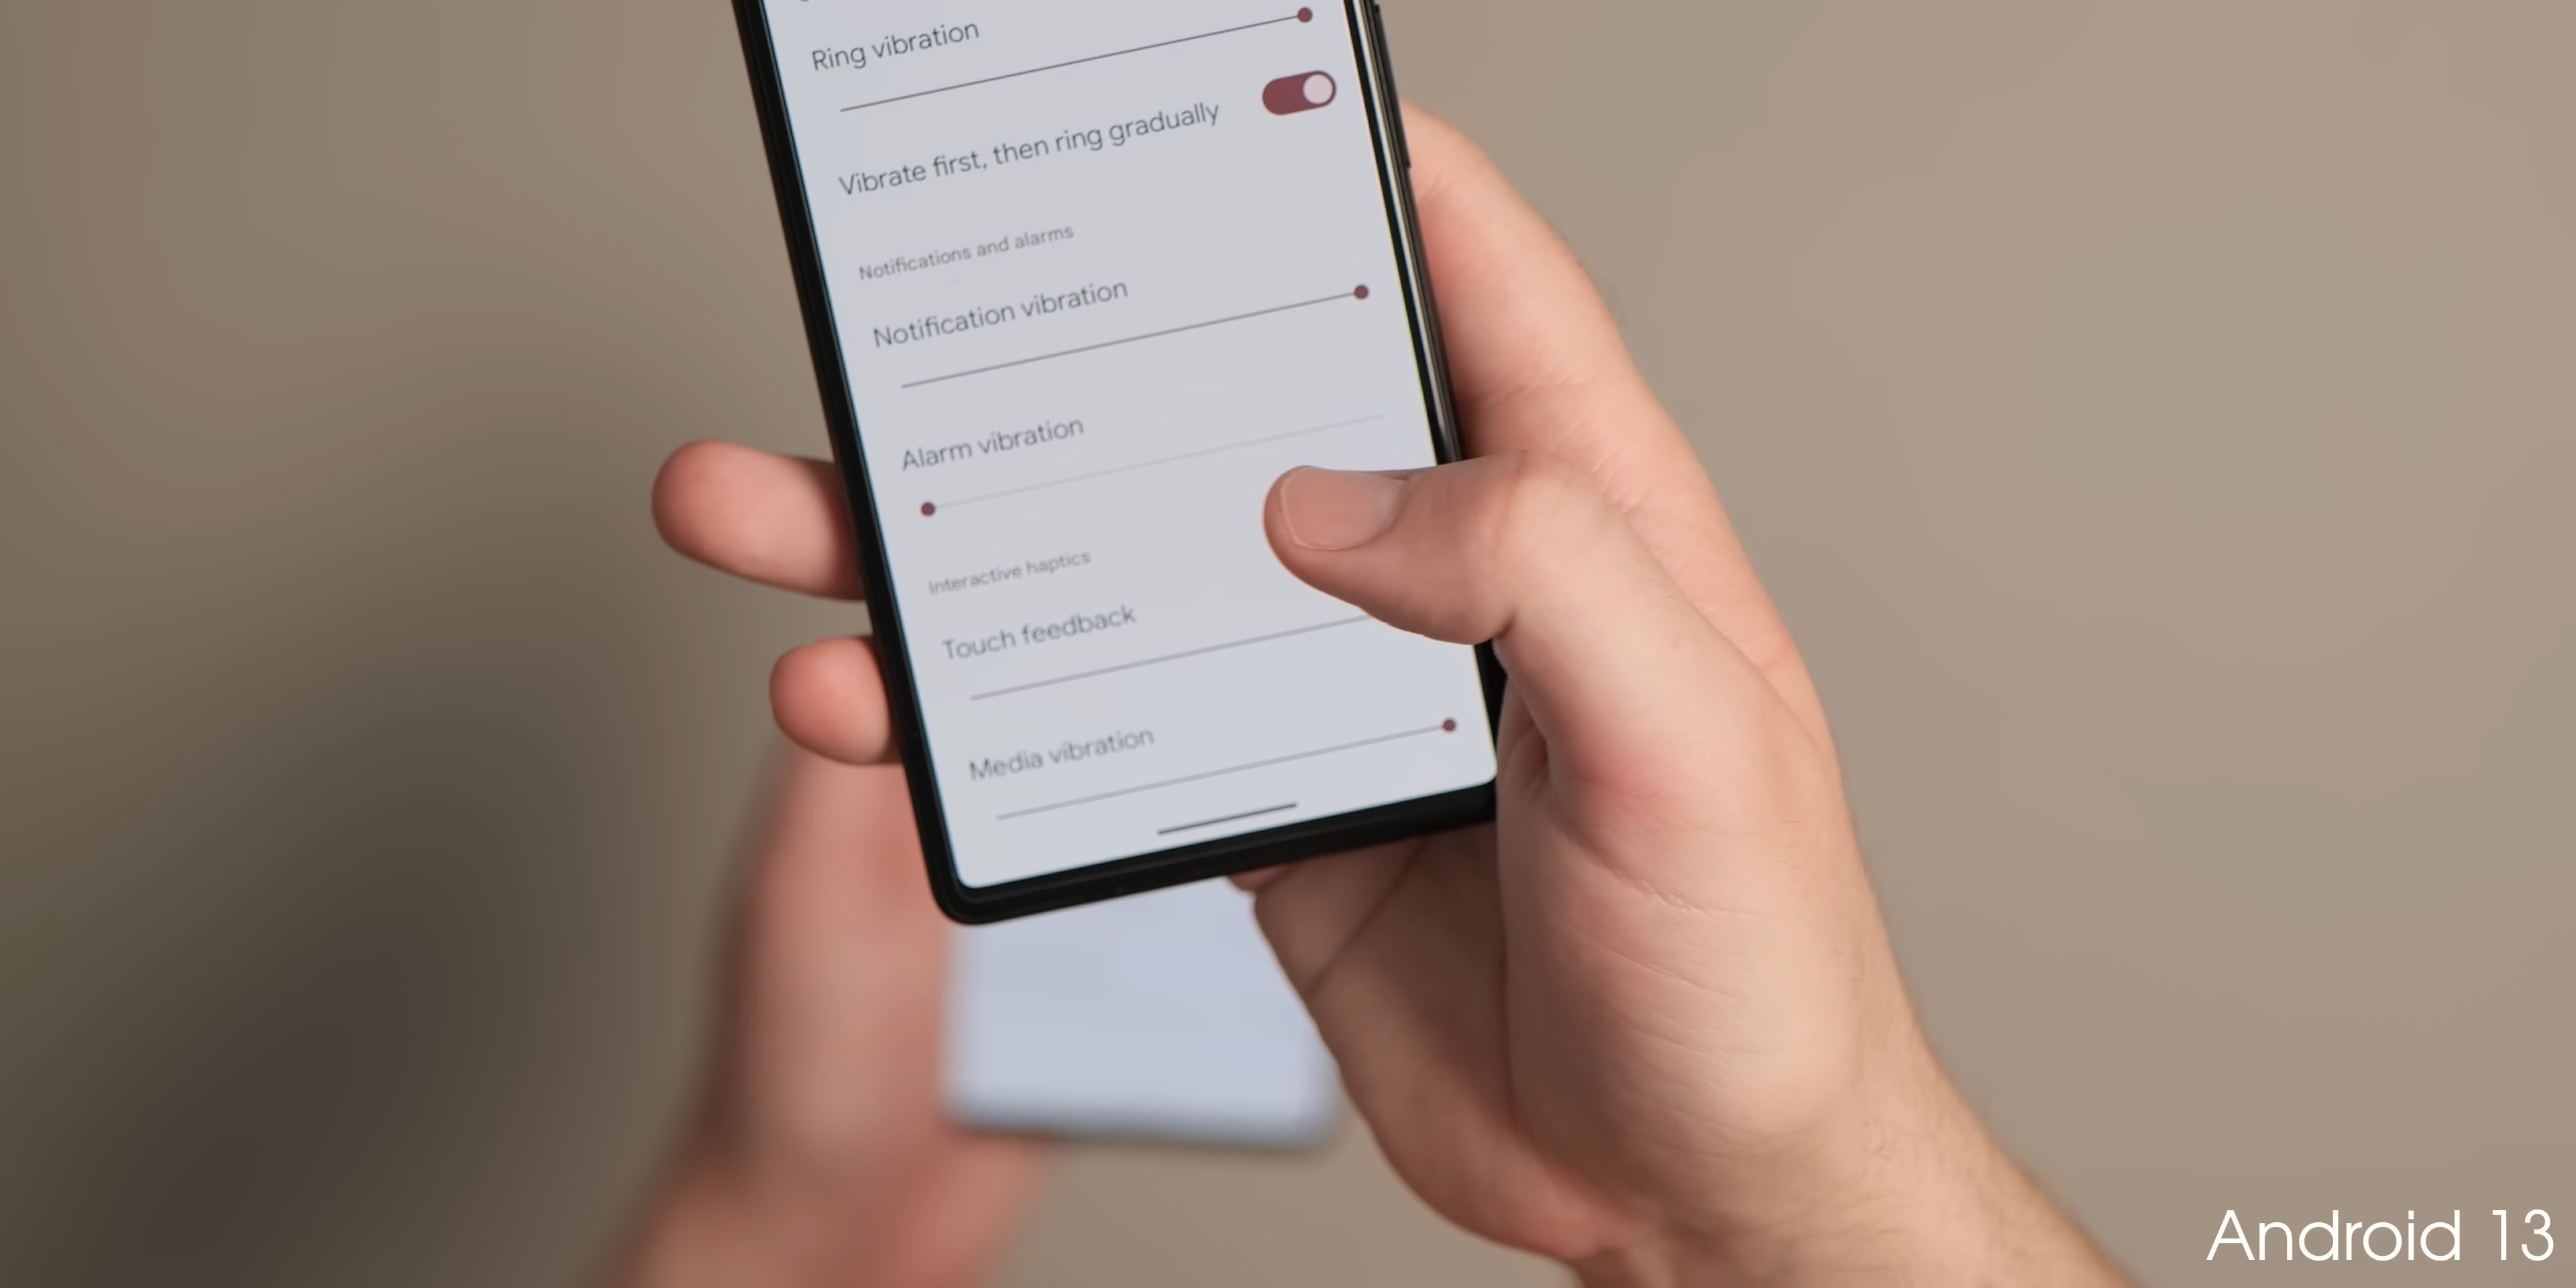 Ring vibration
Vibrate first, then ring gradually
Notifications and alarms
Notification vibration
Alarm vibration
Interactive haptics
Touch feedback
Media vibration
Android 13